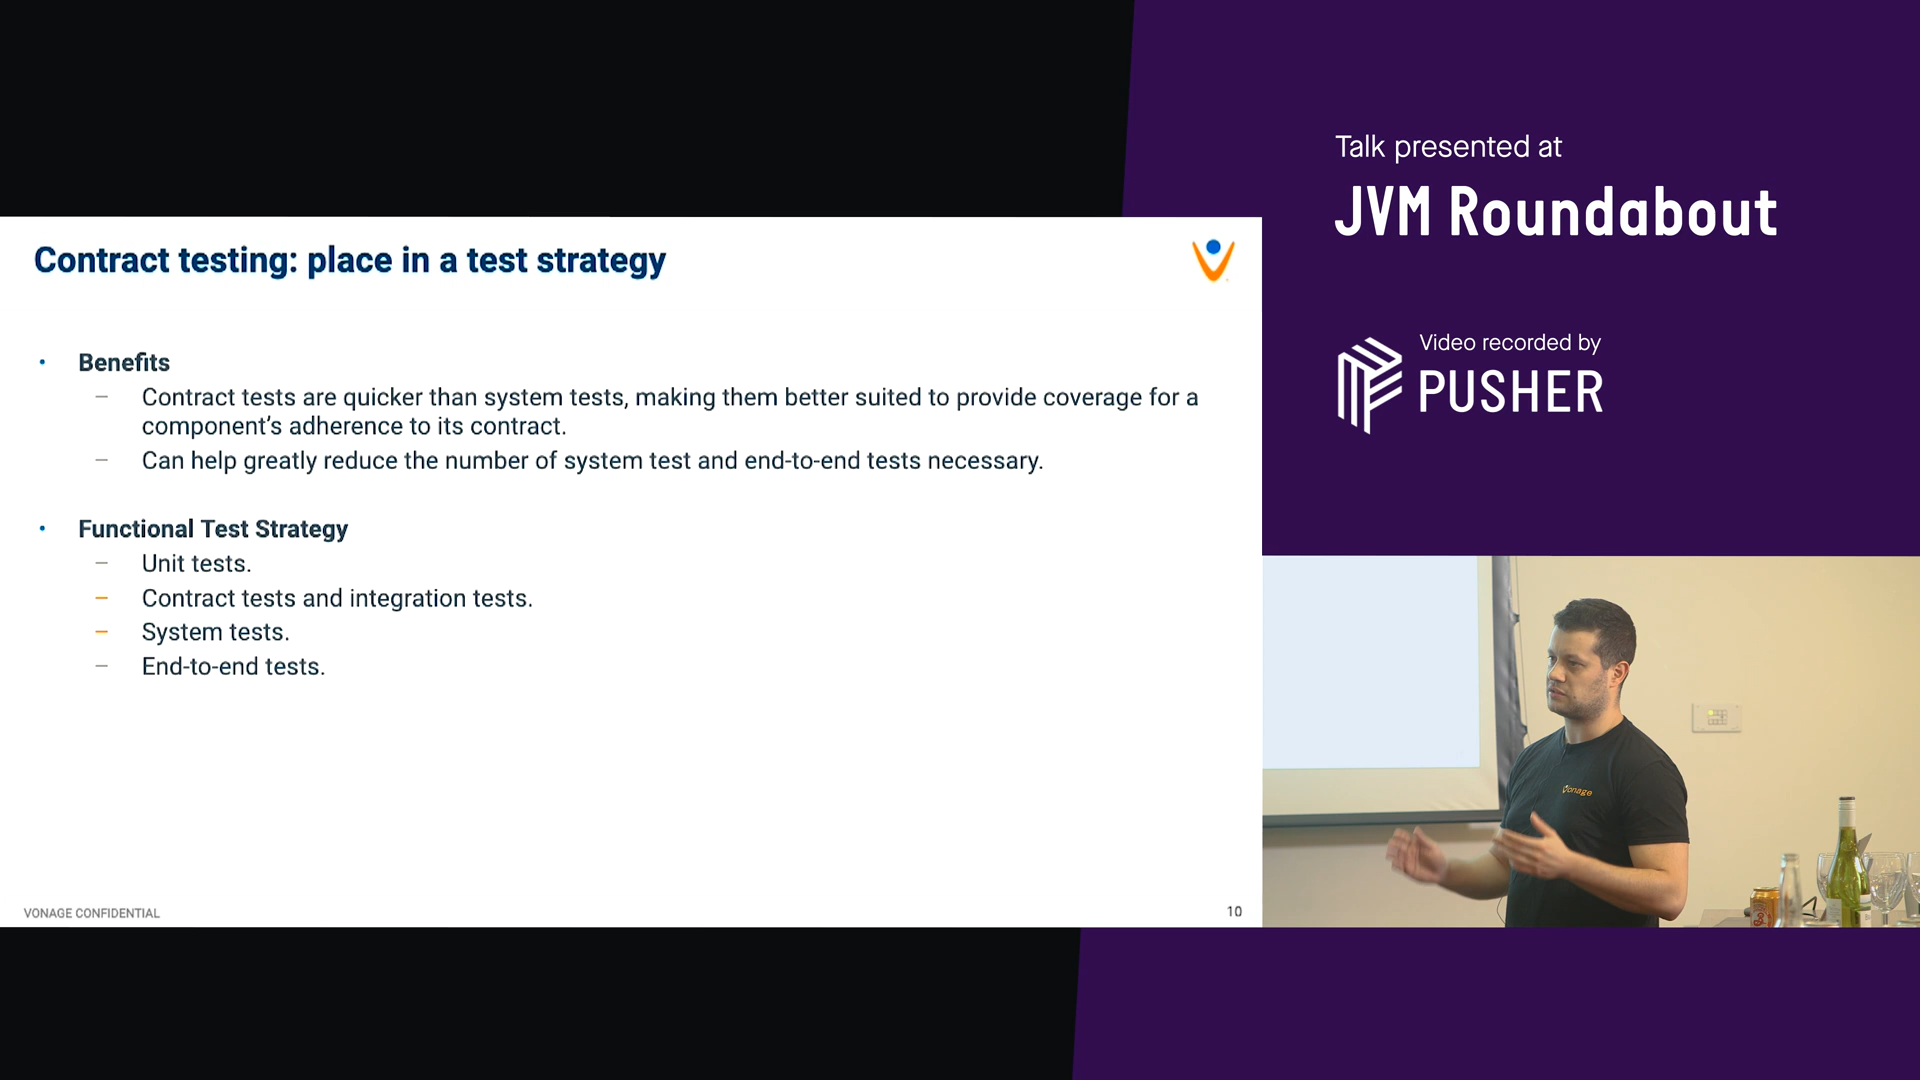 Contract testing: place in a test strategy
• Benefits
– Contract tests are quicker than system tests, making them better suited to provide coverage for a
component’s adherence to its contract.
– Can help greatly reduce the number of system test and end-to-end tests necessary.
• Functional Test Strategy
– Unit tests.
– Contract tests and integration tests.
– System tests.
– End-to-end tests.
VONAGE CONFIDENTIAL
10
Talk presented at
JVM Roundabout
Video recorded by
PUSHER
Vonage